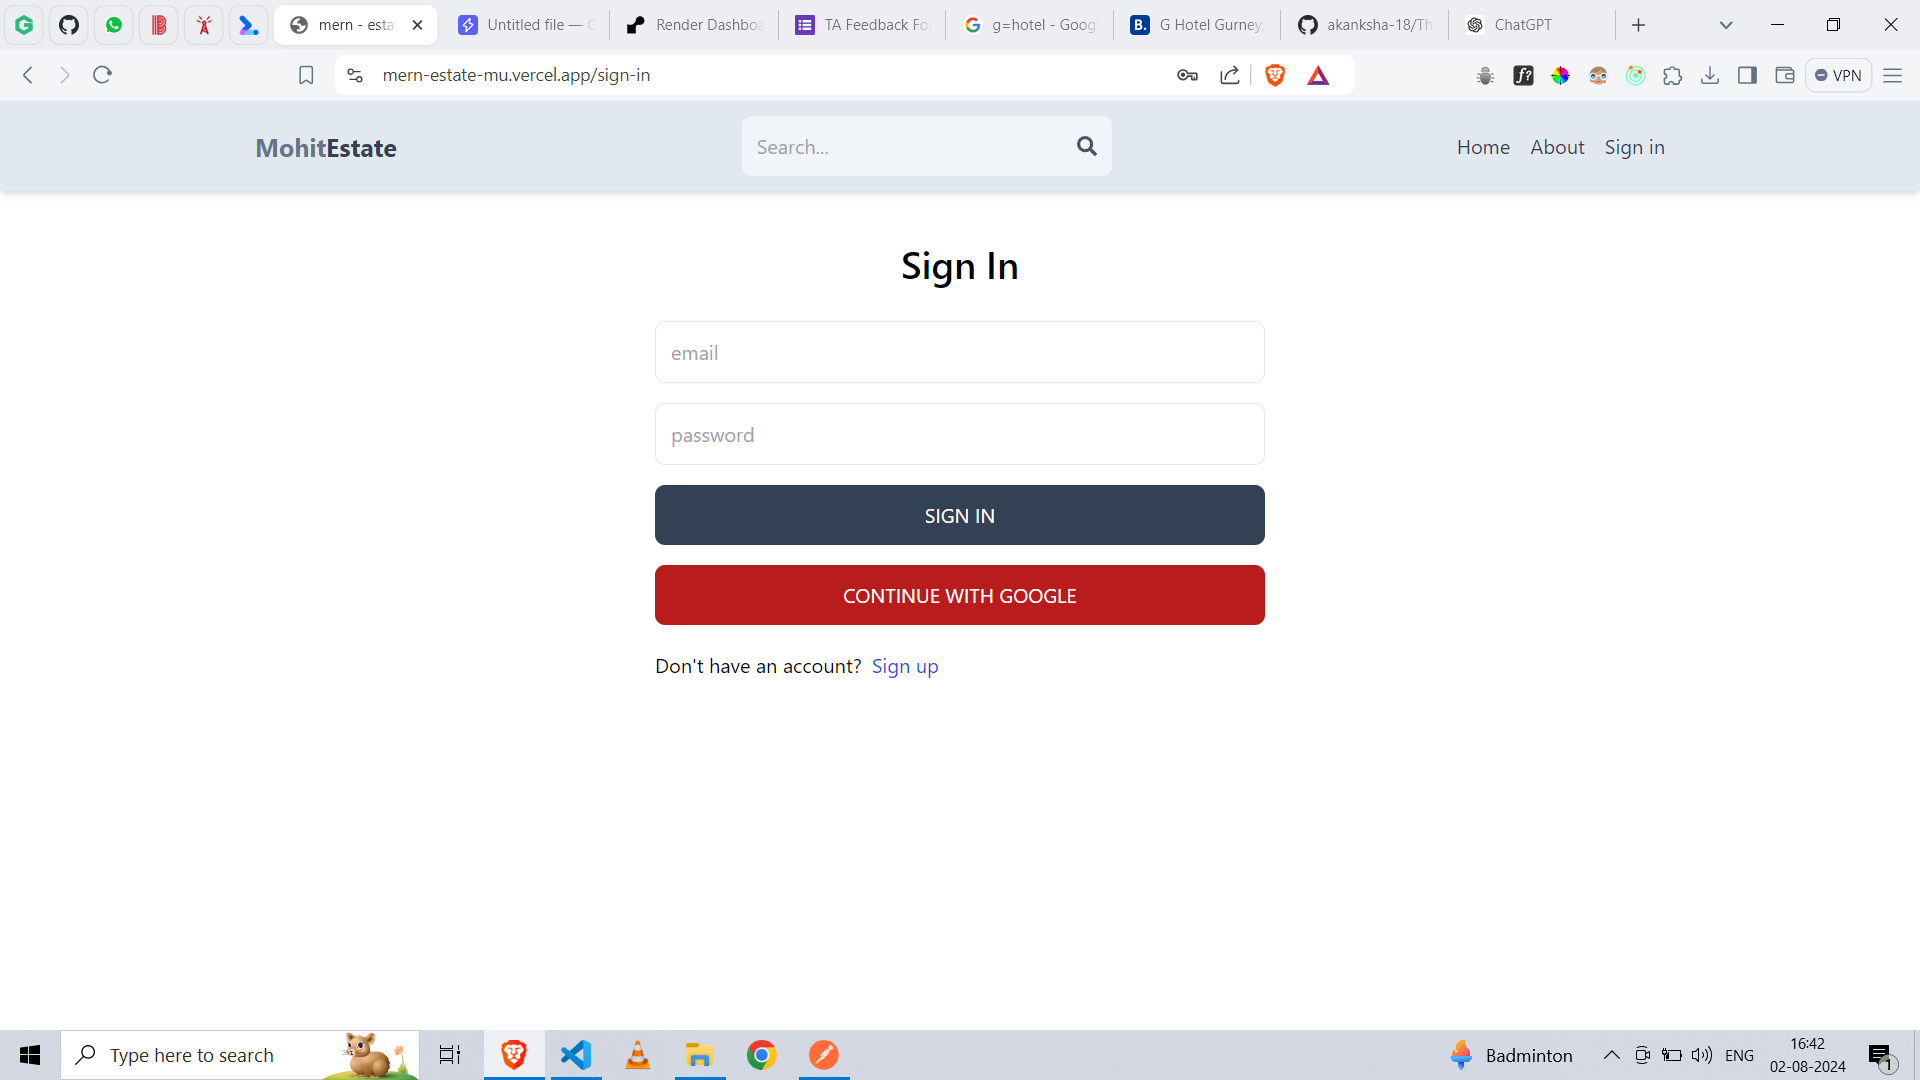 mern - esta
Untitled file — C
Render Dashboa
TA Feedback For
g=hotel - Goog
B. G Hotel Gurney,
akanksha-18/Th
ChatGPT
mern-estate-mu.vercel.app/sign-in
f?
VPN
MohitEstate
Search...
Home
About
Sign in
Sign In
email
password
SIGN IN
CONTINUE WITH GOOGLE
Don't have an account? Sign up
Type here to search
Badminton
ENG
16:42
02-08-2024
1